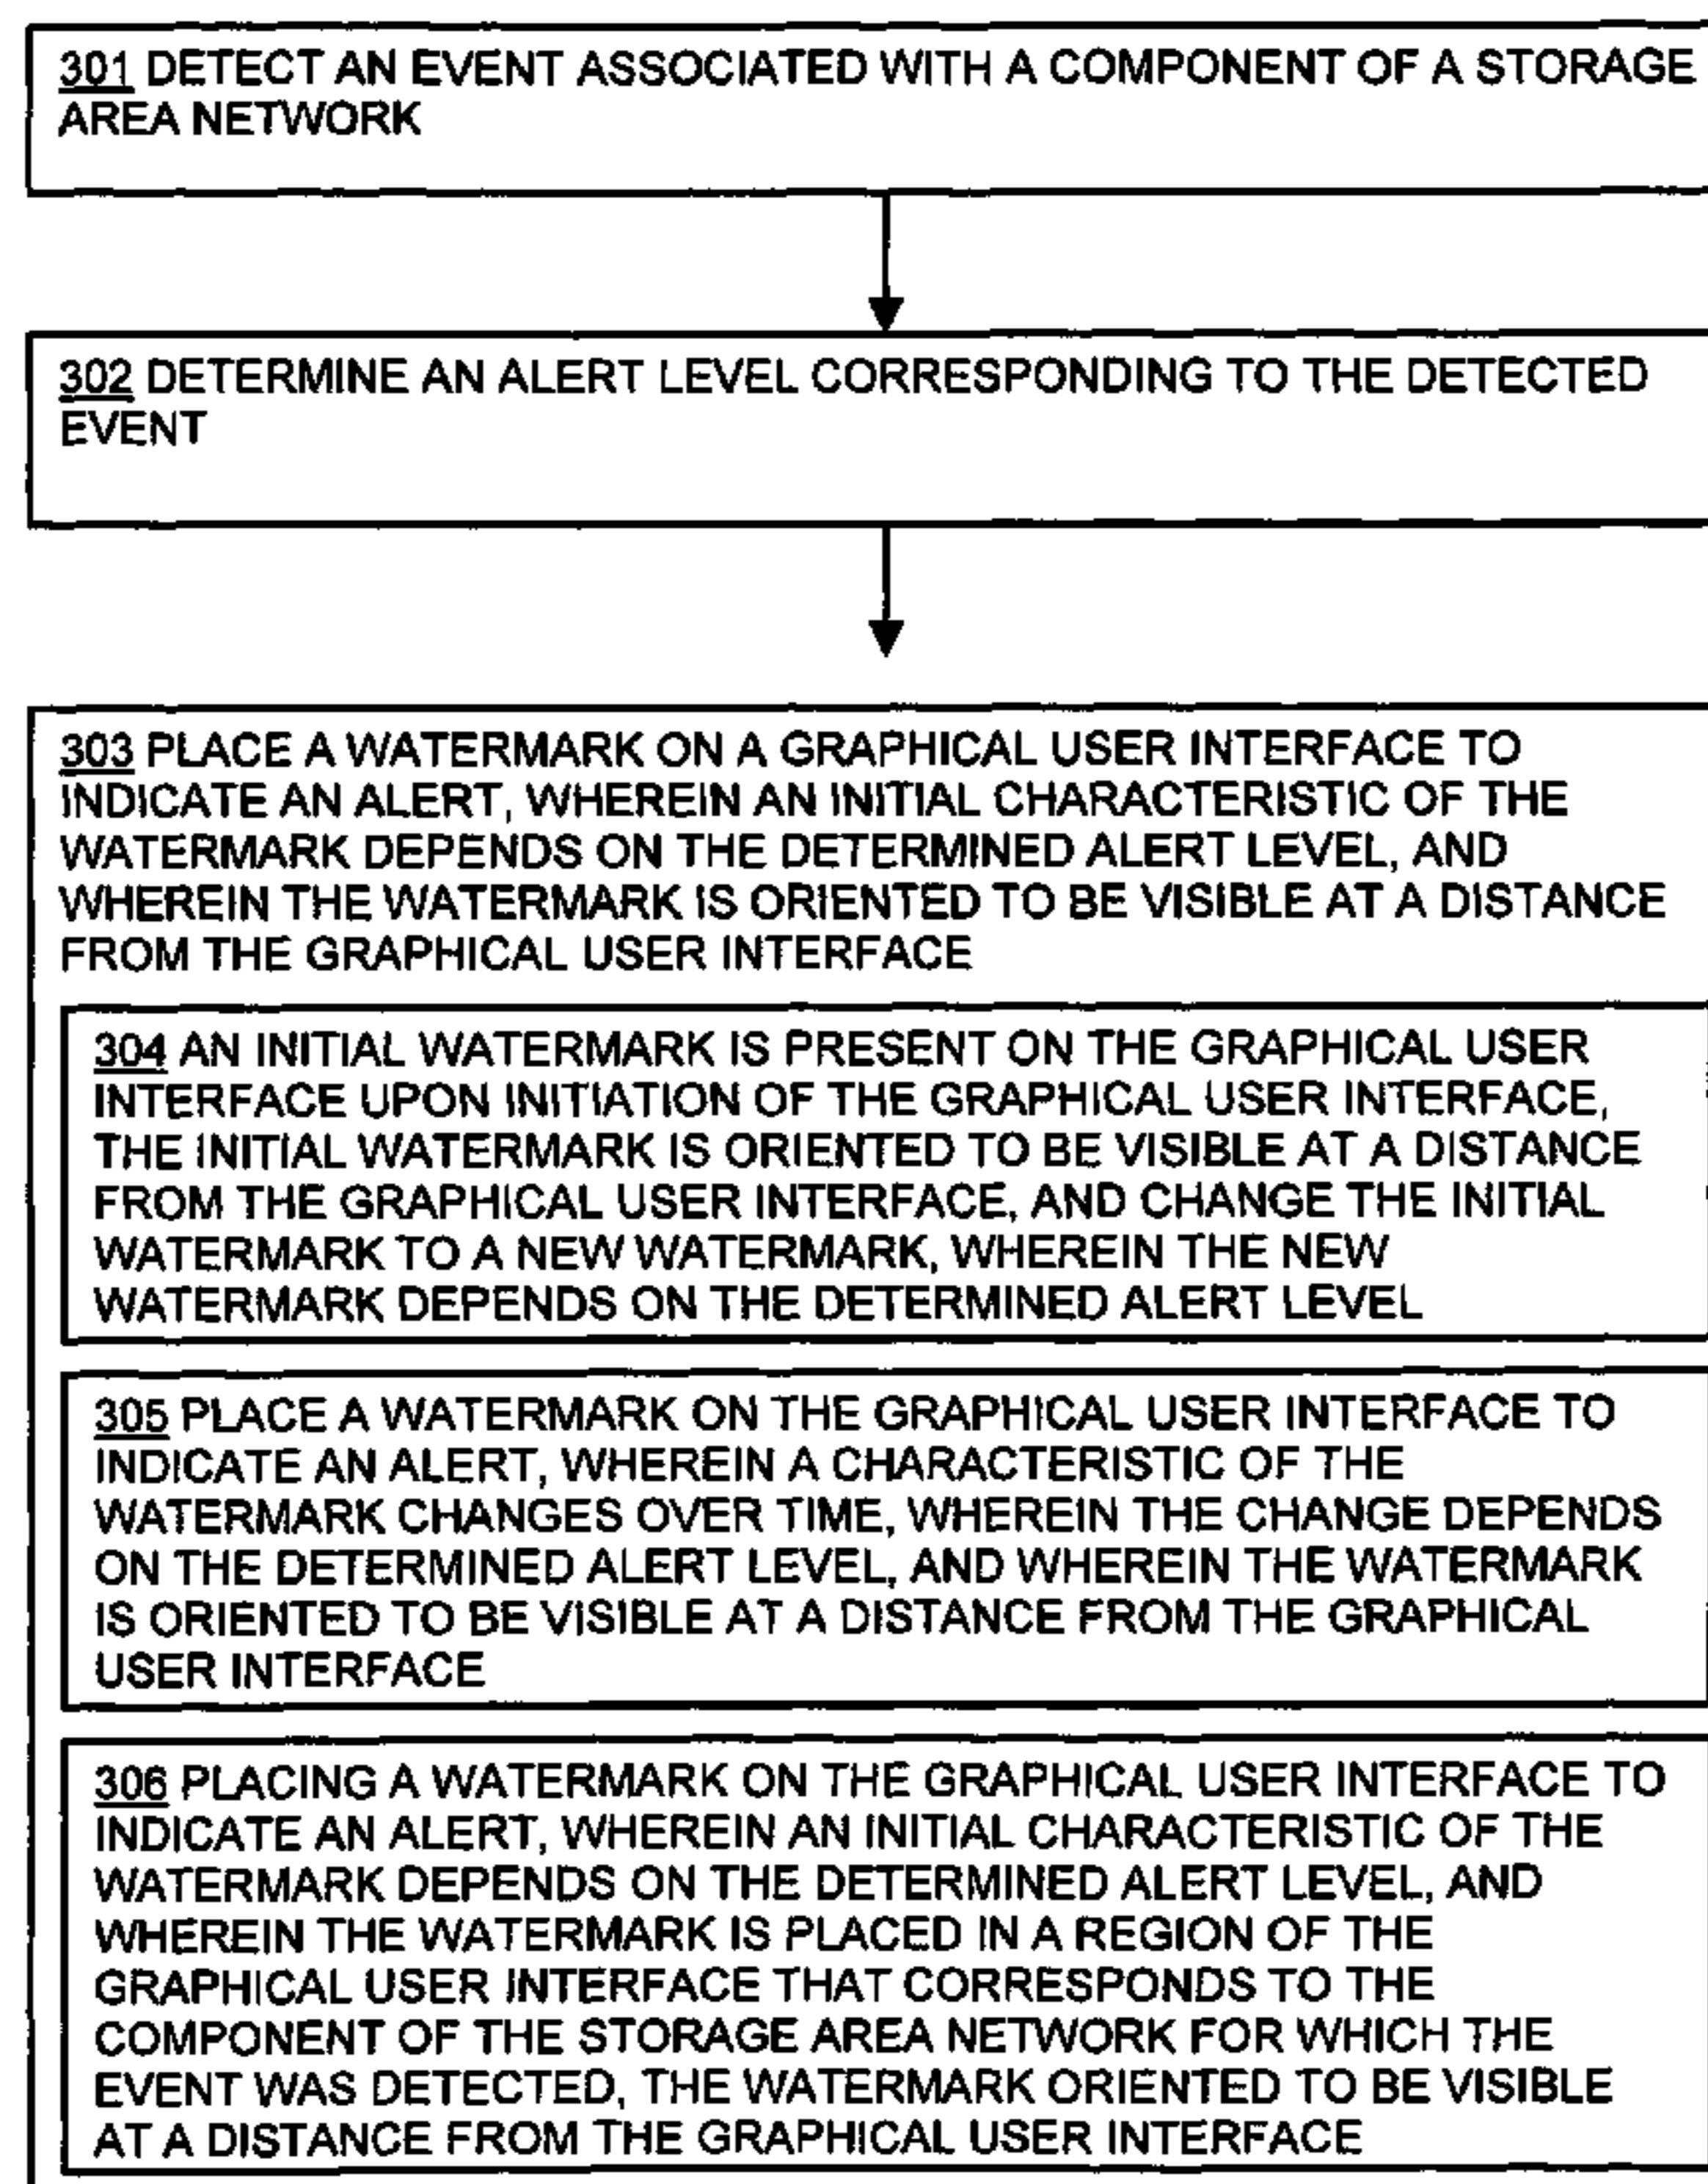 301 DETECT AN EVENT ASSOCIATED WITH A COMPONENT OF A STORAGE
AREA NETWORK
302 DETERMINE AN ALERT LEVEL CORRESPONDING TO THE DETECTED
EVENT
303 PLACE A WATERMARK ON A GRAPHICAL USER INTERFACE TO
INDICATE AN ALERT, WHEREIN AN INITIAL CHARACTERISTIC OF THE
WATERMARK DEPENDS ON THE DETERMINED ALERT LEVEL, AND
WHEREIN THE WATERMARK IS ORIENTED TO BE VISIBLE AT A DISTANCE
FROM THE GRAPHICAL USER INTERFACE
304 AN INITIAL WATERMARK IS PRESENT ON THE GRAPHICAL USER
INTERFACE UPON INITIATION OF THE GRAPHICAL USER INTERFACE,
THE INITIAL WATERMARK IS ORIENTED TO BE VISIBLE AT A DISTANCE
FROM THE GRAPHICAL USER INTERFACE, AND CHANGE THE INITIAL
WATERMARK TO A NEW WATERMARK, WHEREIN THE NEW
WATERMARK DEPENDS ON THE DETERMINED ALERT LEVEL
305 PLACE A WATERMARK ON THE GRAPHICAL USER INTERFACE TO
INDICATE AN ALERT, WHEREIN A CHARACTERISTIC OF THE
WATERMARK CHANGES OVER TIME, WHEREIN THE CHANGE DEPENDS
ON THE DETERMINED ALERT LEVEL, AND WHEREIN THE WATERMARK
IS ORIENTED TO BE VISIBLE AT A DISTANCE FROM THE GRAPHICAL
USER INTERFACE
306 PLACING A WATERMARK ON THE GRAPHICAL USER INTERFACE TO
INDICATE AN ALERT, WHEREIN AN INITIAL CHARACTERISTIC OF THE
WATERMARK DEPENDS ON THE DETERMINED ALERT LEVEL, AND
WHEREIN THE WATERMARK IS PLACED IN A REGION OF THE
GRAPHICAL USER INTERFACE THAT CORRESPONDS TO THE
COMPONENT OF THE STORAGE AREA NETWORK FOR WHICH THE
EVENT WAS DETECTED, THE WATERMARK ORIENTED TO BE VISIBLE
AT A DISTANCE FROM THE GRAPHICAL USER INTERFACE